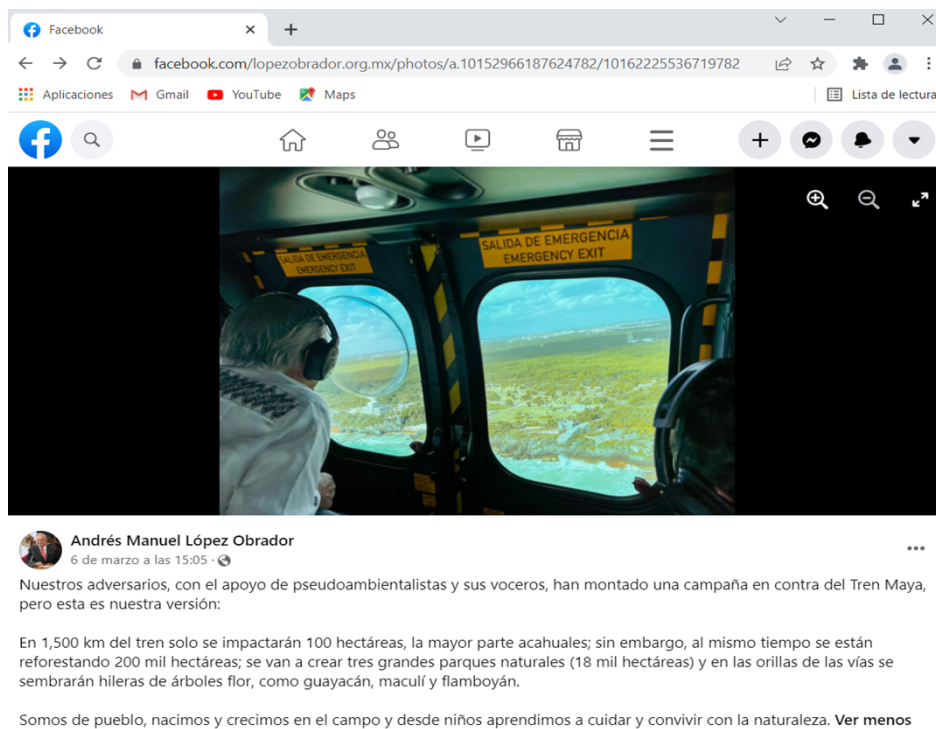 Facebook
facebook.com/lopezobrador.org.mx/photos/a.10152966187624782/10162225536719782
Aplicaciones Gmail YouTube Maps Lista de lectura
SALIDA DE EMERGENCIA
EMERGENCY EXIT
SALIDA DE EMERGENCIA
EMERGENCY EXIT
Andrés Manuel López Obrador
6 de marzo a las 15:05 ·
Nuestros adversarios, con el apoyo de pseudoambientalistas y sus voceros, han montado una campaña en contra del Tren Maya,
pero esta es nuestra versión:
En 1,500 km del tren solo se impactarán 100 hectáreas, la mayor parte acahuales; sin embargo, al mismo tiempo se están
reforestando 200 mil hectáreas; se van a crear tres grandes parques naturales (18 mil hectáreas) y en las orillas de las vías se
sembrarán hileras de árboles flor, como guayacán, maculí y flamboyán.
Somos de pueblo, nacimos y crecimos en el campo y desde niños aprendimos a cuidar y convivir con la naturaleza. Ver menos